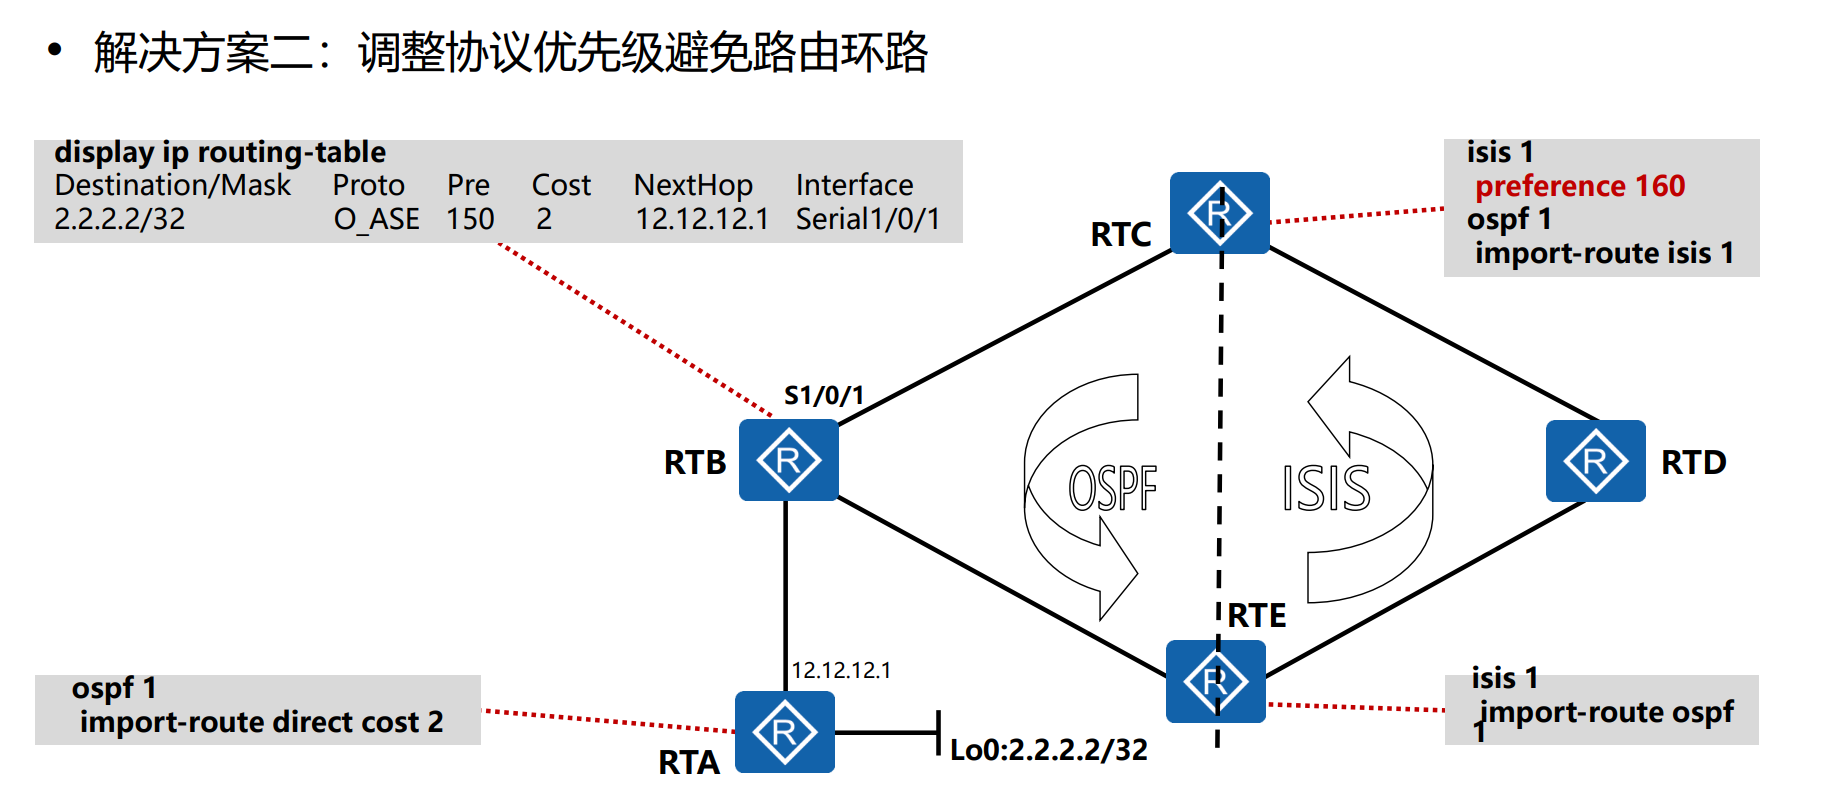 • 解决方案二：调整协议优先级避免路由环路
display ip routing-table
Destination/Mask Proto Pre Cost NextHop Interface
2.2.2.2/32 O_ASE 150 2 12.12.12.1 Serial1/0/1
isis 1
preference 160
ospf 1
import-route isis 1
R
RTC
S1/0/1
RTB
R
OSPF
ISIS
R
RTD
RTE
R
12.12.12.1
ospf 1
import-route direct cost 2
R
RTA
Lo0:2.2.2.2/32
isis 1
import-route ospf
1